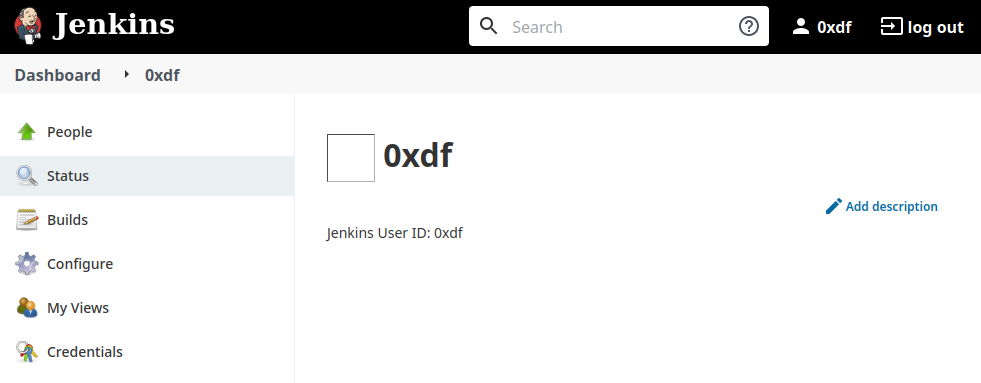 Jenkins
Search
0xdf
log out
Dashboard
0xdf
People
Status
Builds
Configure
My Views
Credentials
0xdf
Add description
Jenkins User ID: 0xdf